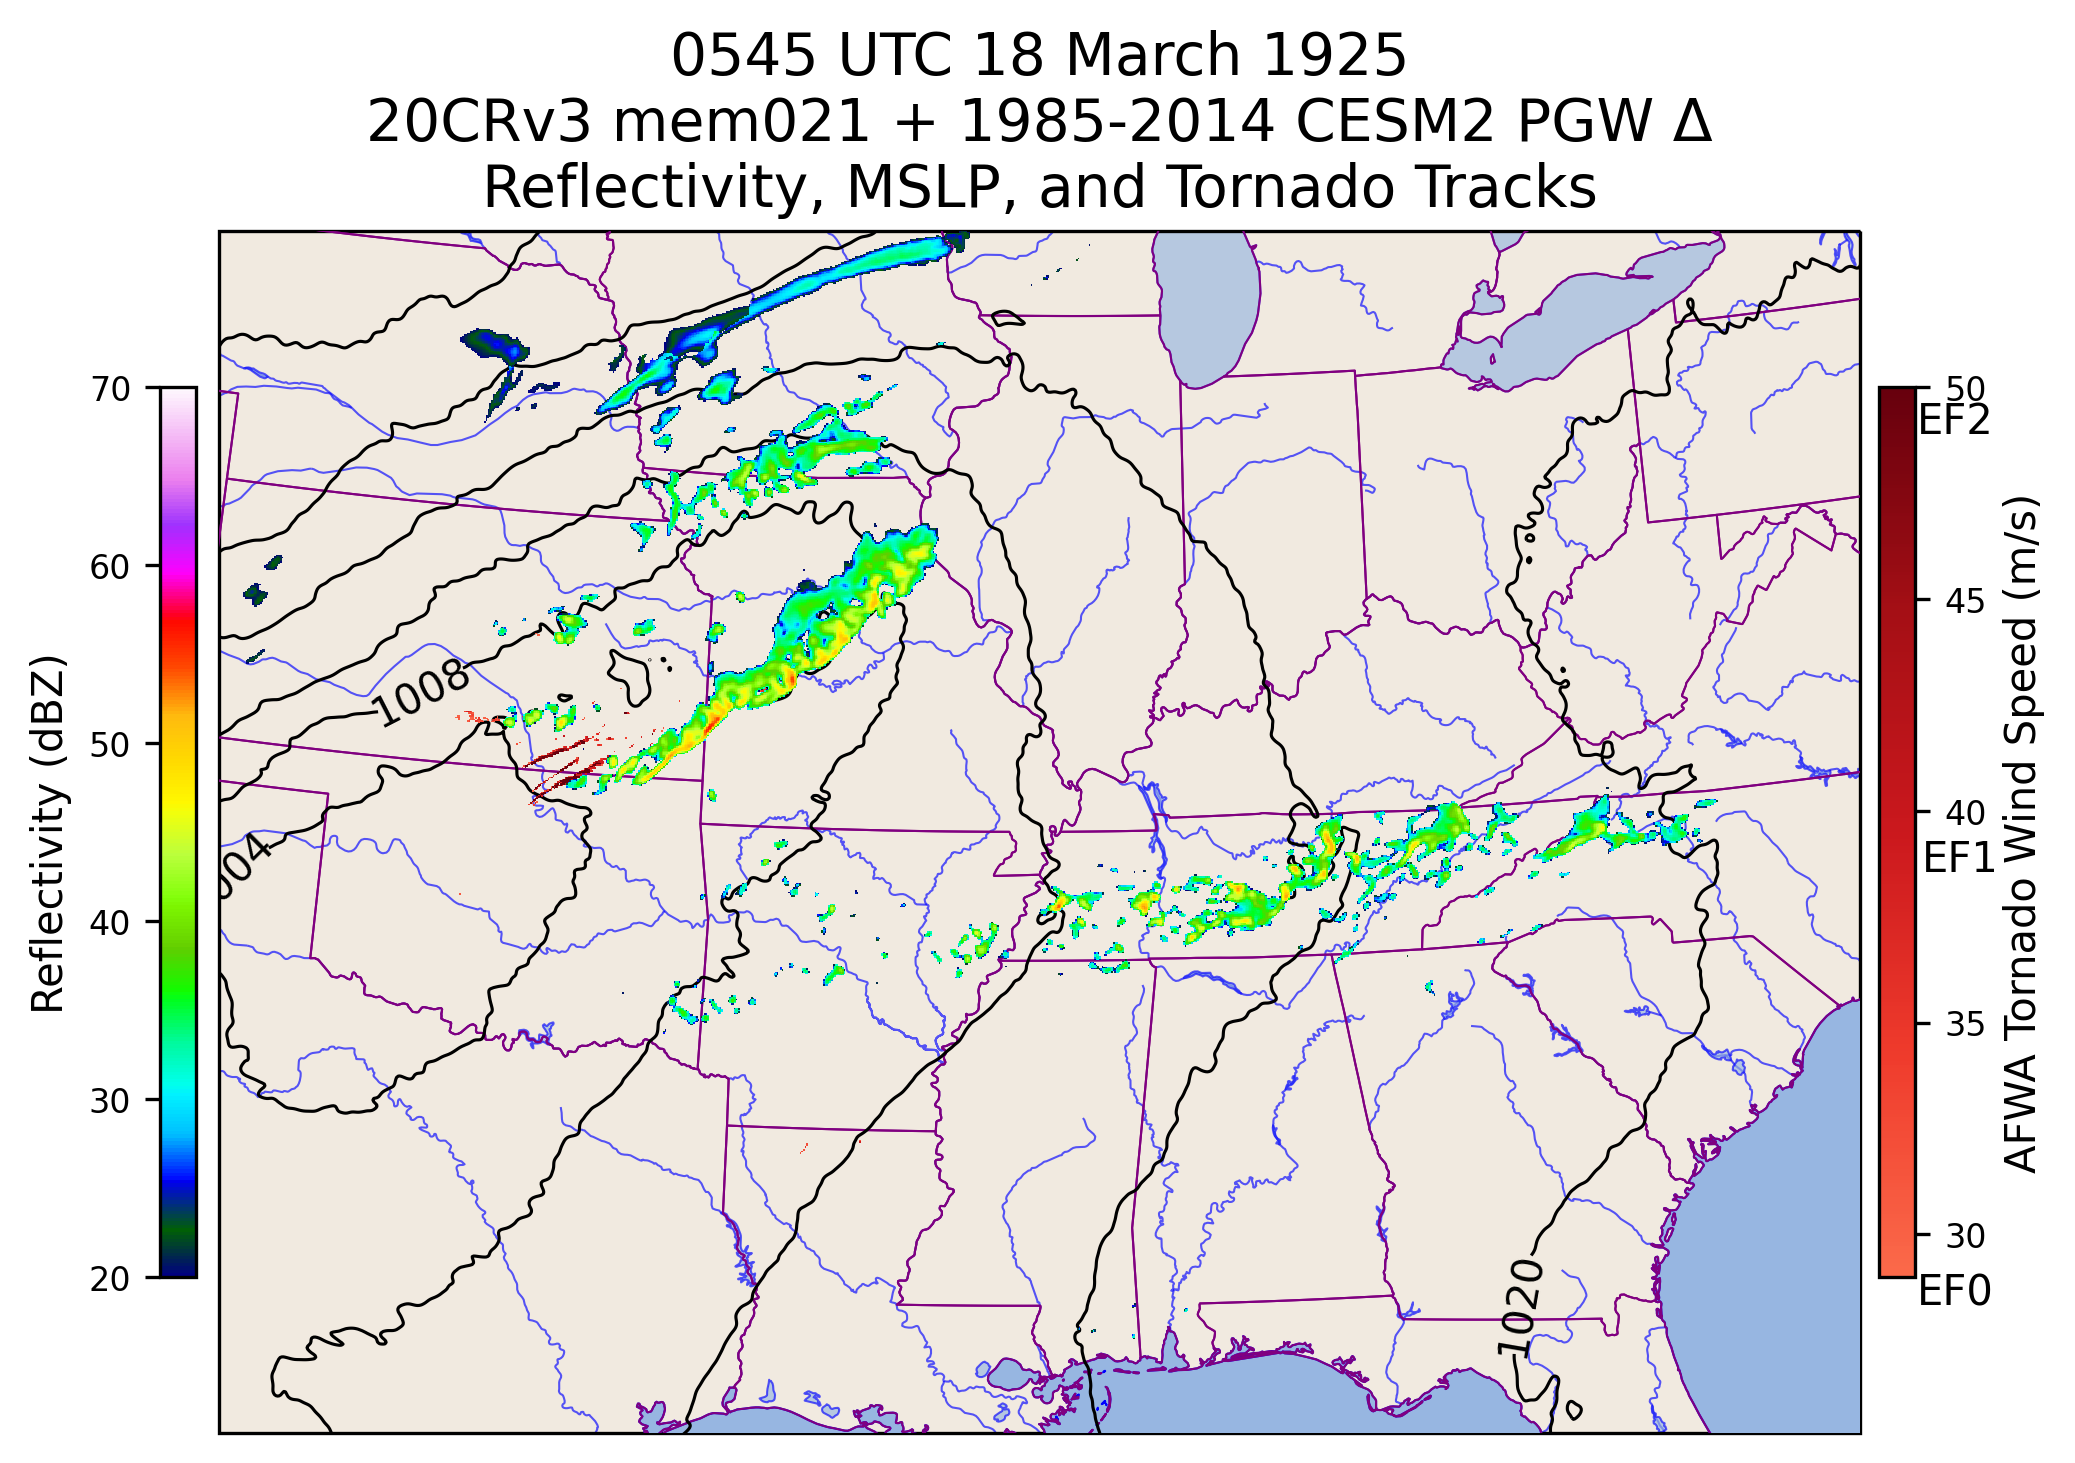 0545 UTC 18 March 1925
20CRv3 mem021 + 1985-2014 CESM2 PGW Δ
Reflectivity, MSLP, and Tornado Tracks
70
60
50
40
30
20
Reflectivity (dBZ)
1008
004
1020
50
EF2
45
40
EF1
35
30
EF0
AFWA Tornado Wind Speed (m/s)